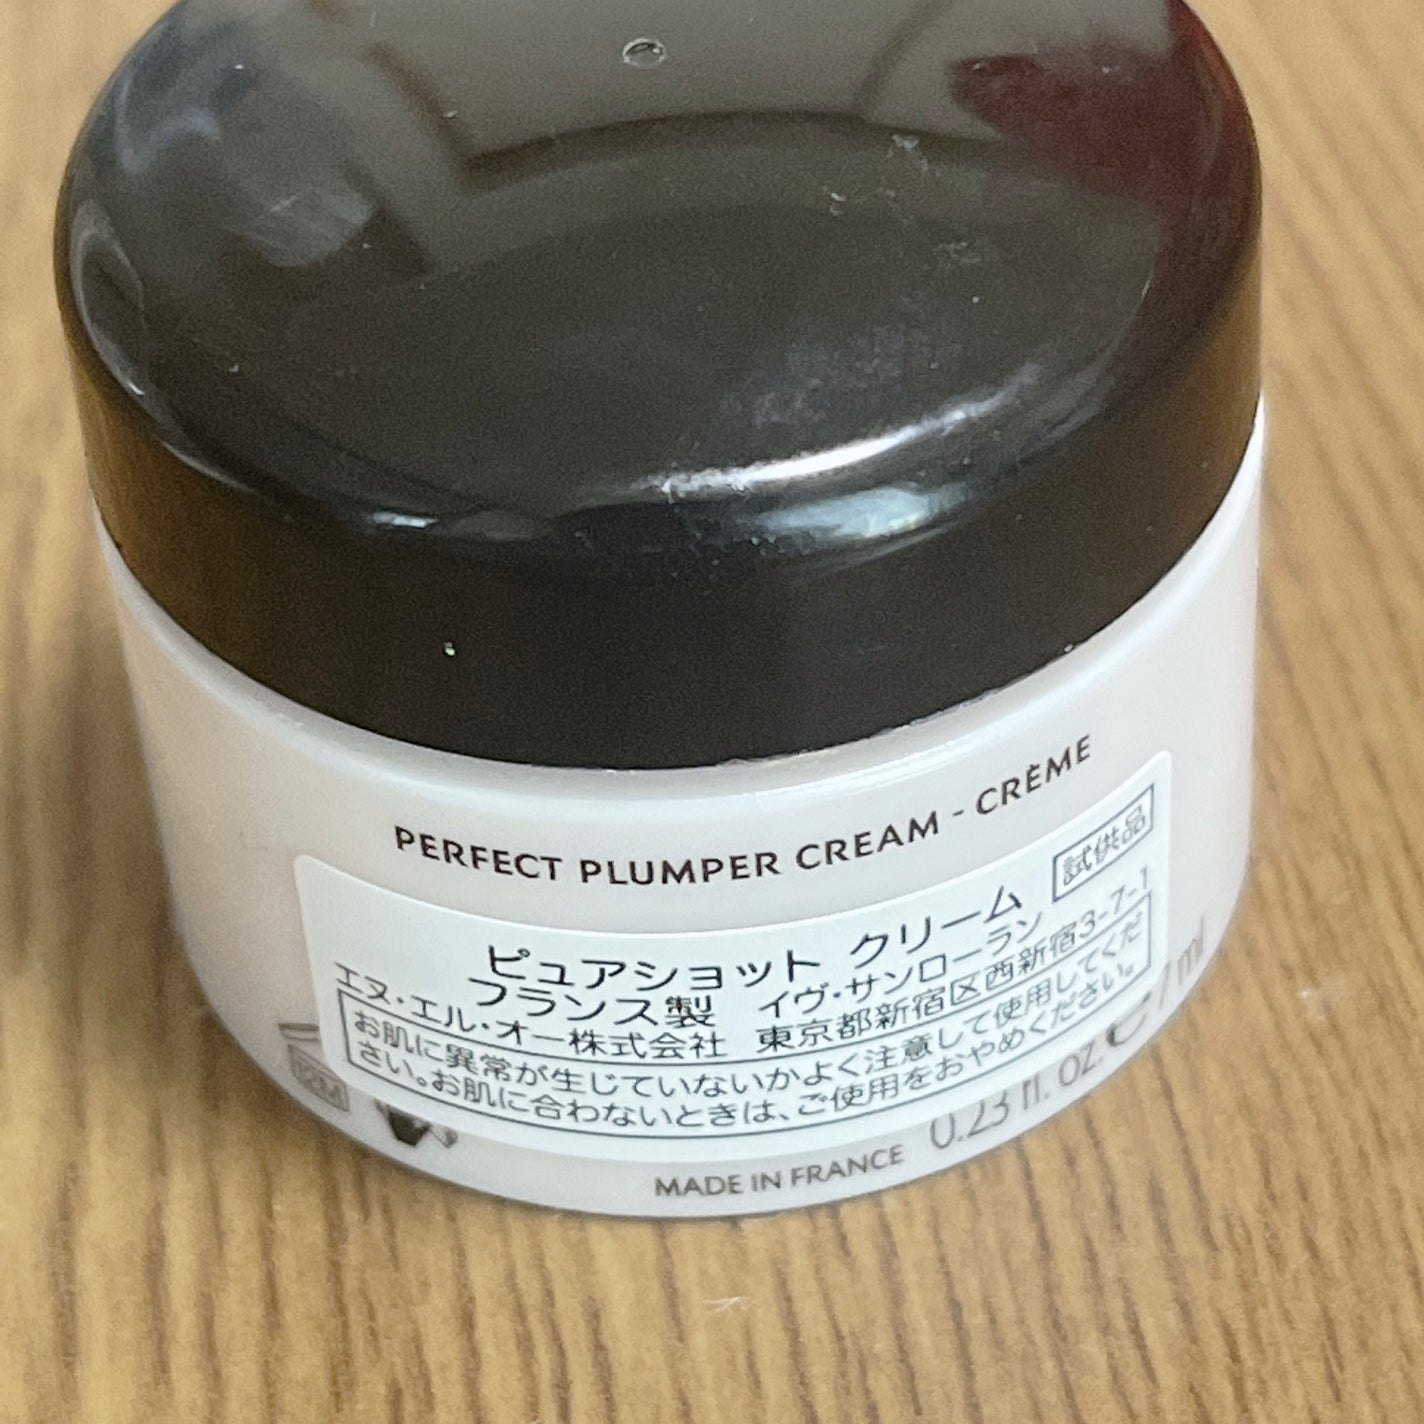 PERFECT PLUMPER CREAM - CRÈME
ピュアショット クリーム 試供品
フランス製 イヴ・サンローラン
エヌ・エル・オー株式会社 東京都新宿区西新宿3-7-1
お肌に異常が生じていないかよく注意して使用してくだ
さい。お肌に合わないときは、ご使用をおやめください。
12M
0.23 fl. oz. 7 ml
MADE IN FRANCE